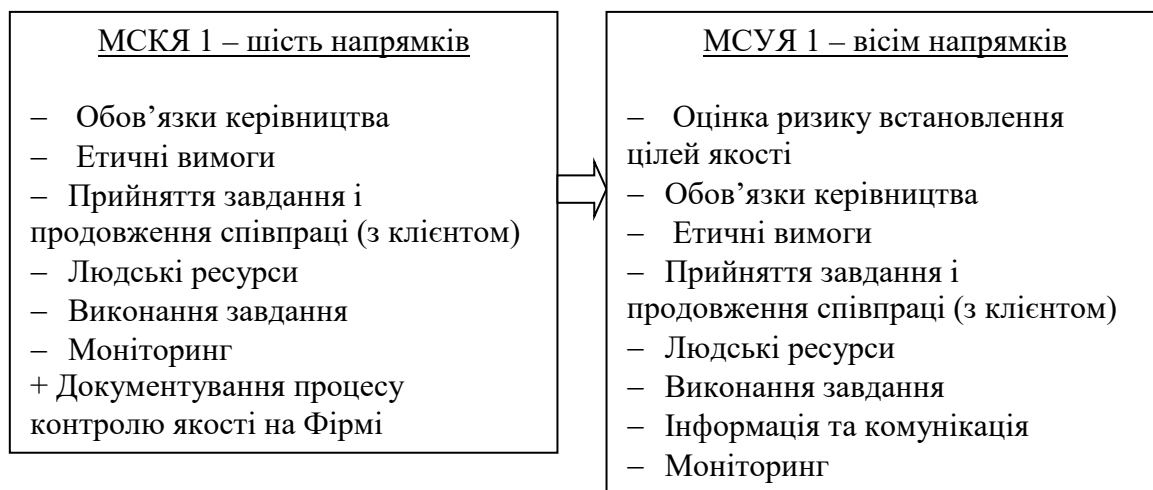 МСКЯ 1 – шість напрямків
– Обов’язки керівництва
– Етичні вимоги
– Прийняття завдання і
продовження співпраці (з клієнтом)
– Людські ресурси
– Виконання завдання
– Моніторинг
+ Документування процесу
контролю якості на Фірмі
МСУЯ 1 – вісім напрямків
– Оцінка ризику встановлення
цілей якості
– Обов’язки керівництва
– Етичні вимоги
– Прийняття завдання і
продовження співпраці (з клієнтом)
– Людські ресурси
– Виконання завдання
– Інформація та комунікація
– Моніторинг